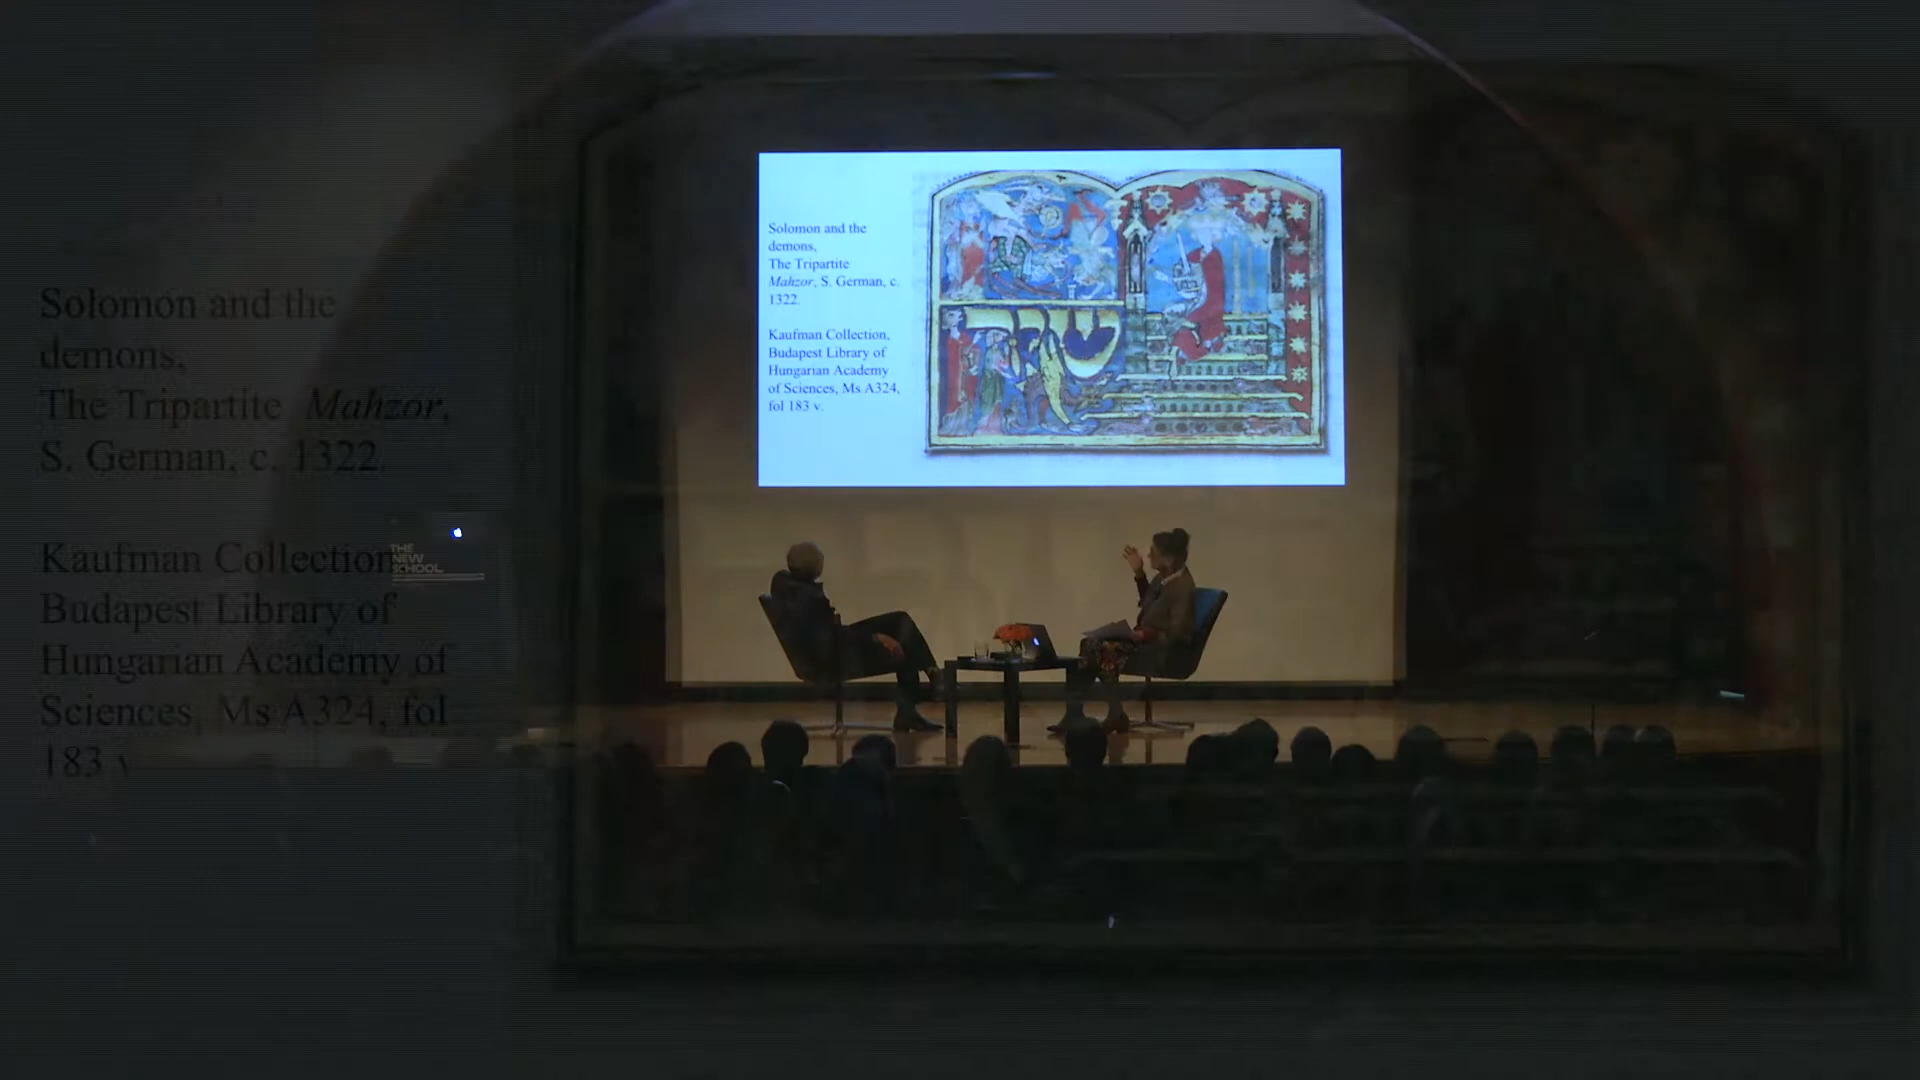 Solomon and the
demons,
The Tripartite
Mahzor, S. German, c.
1322.
Kaufman Collection,
Budapest Library of
Hungarian Academy
of Sciences, Ms A324,
fol 183 v.
Solomon and the
demons,
The Tripartite Mahzor,
S. German, c. 1322.
Kaufman Collection
Budapest Library of
Hungarian Academy of
Sciences, Ms A324, fol
183 v
THE
NEW
SCHOOL